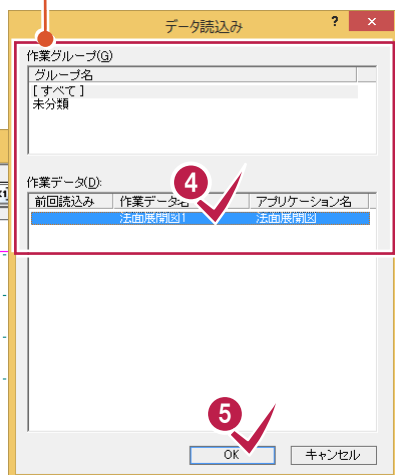 データ読込み ? ×
作業グループ(G)
グループ名
[すべて]
未分類
作業データ(D):
4
前回読込み 作業データ名 アプリケーション名
法面展開図1 法面展開図
5
OK キャンセル